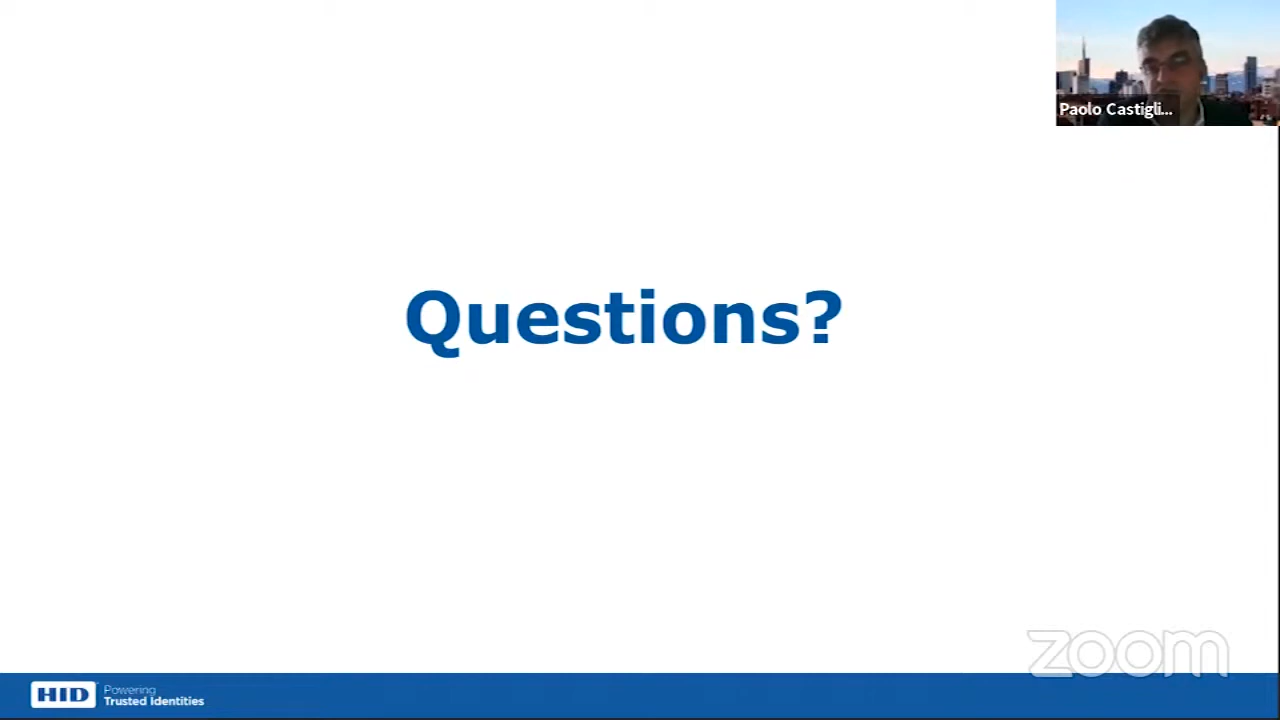 Paolo Castigli...
Questions?
zoom
HID
Powering
Trusted Identities